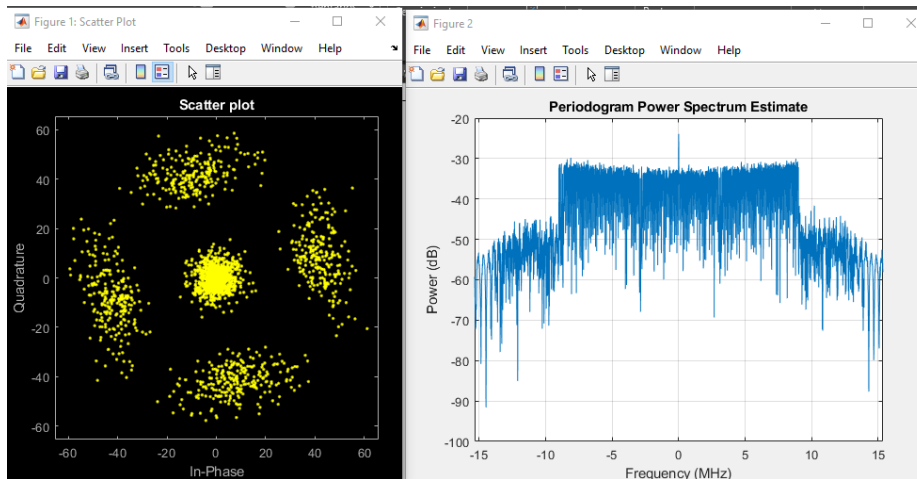 Figure 1: Scatter Plot
File Edit View Insert Tools Desktop Window Help
Scatter plot
60
40
20
0
-20
-40
-60
Quadrature
-60 -40 -20 0 20 40 60
In-Phase
Figure 2
File Edit View Insert Tools Desktop Window Help
Periodogram Power Spectrum Estimate
-20
-30
-40
-50
-60
-70
-80
-90
-100
Power (dB)
-15 -10 -5 0 5 10 15
Frequency (MHz)